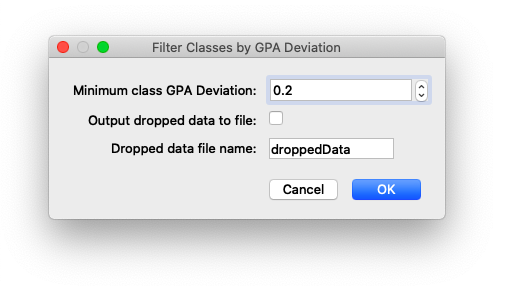 Filter Classes by GPA Deviation
Minimum class GPA Deviation: 0.2
Output dropped data to file:
Dropped data file name: droppedData
Cancel OK